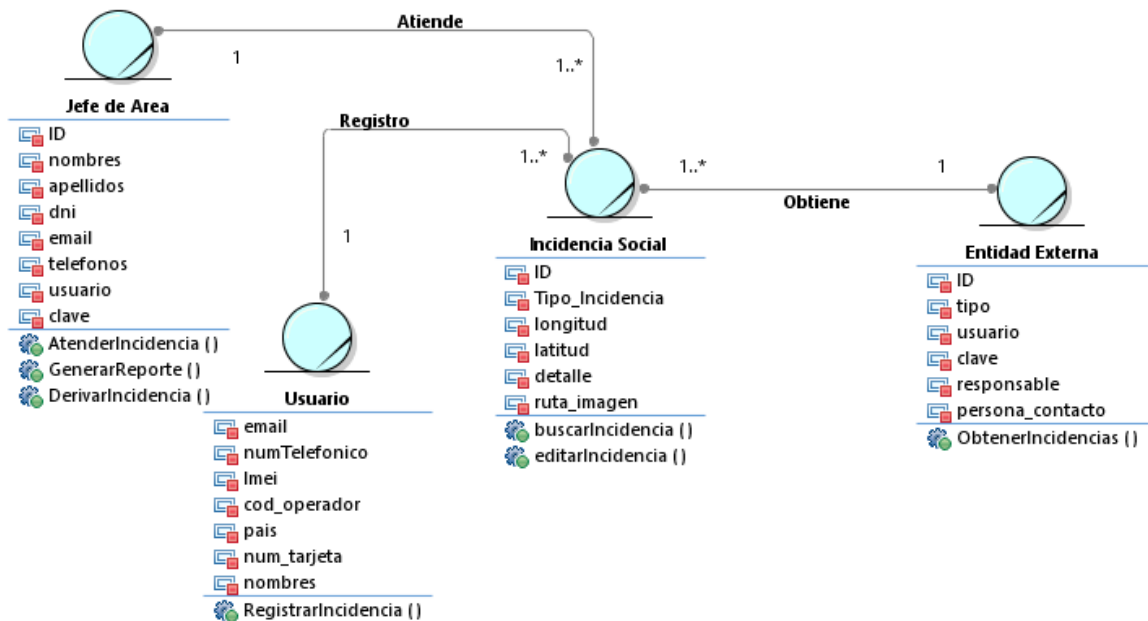 Atiende
1
1..*
Jefe de Area
ID
nombres
apellidos
dni
email
telefonos
usuario
clave
AtenderIncidencia ()
GenerarReporte ()
DerivarIncidencia ()
Registro
1..*
1
Usuario
email
numTelefonico
Imei
cod_operador
pais
num_tarjeta
nombres
RegistrarIncidencia ()
1..*
1
Obtiene
Incidencia Social
ID
Tipo_Incidencia
longitud
latitud
detalle
ruta_imagen
buscarIncidencia ()
editarIncidencia ()
Entidad Externa
ID
tipo
usuario
clave
responsable
persona_contacto
ObtenerIncidencias ()